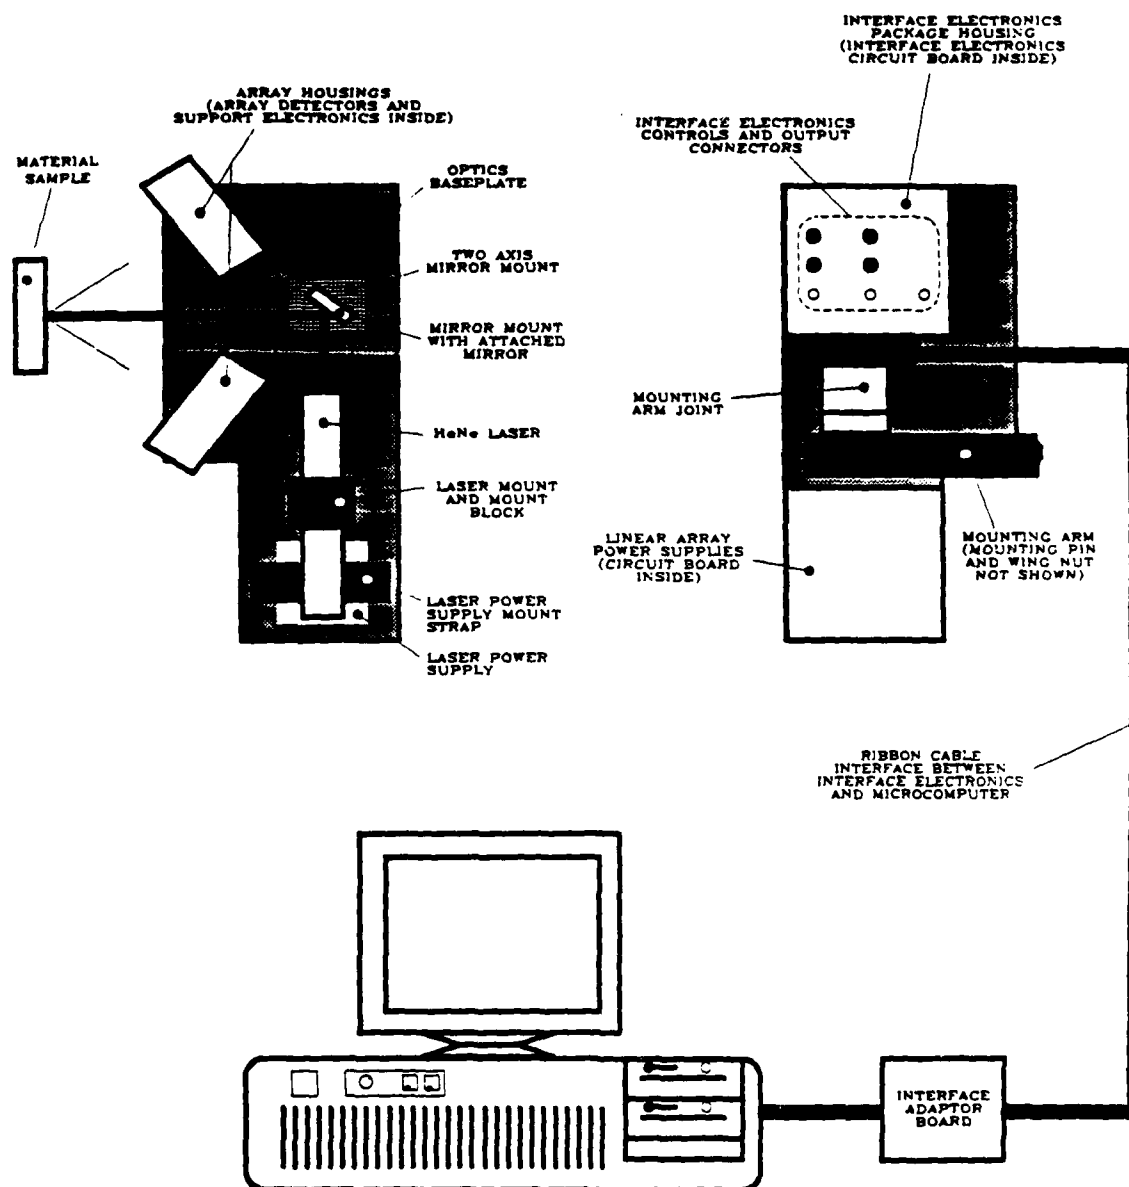 INTERFACE ELECTRONICS
PACKAGE HOUSING
(INTERFACE ELECTRONICS
CIRCUIT BOARD INSIDE)
ARRAY HOUSINGS
(ARRAY DETECTORS AND
SUPPORT ELECTRONICS INSIDE)
INTERFACE ELECTRONICS
CONTROLS AND OUTPUT
CONNECTORS
MATERIAL
SAMPLE
OPTICS
BASEPLATE
TWO AXIS
MIRROR MOUNT
MIRROR MOUNT
WITH ATTACHED
MIRROR
MOUNTING
ARM JOINT
HeNe LASER
LASER MOUNT
AND MOUNT
BLOCK
LINEAR ARRAY
POWER SUPPLIES
(CIRCUIT BOARD
INSIDE)
MOUNTING ARM
(MOUNTING PIN
AND WING NUT
NOT SHOWN)
LASER POWER
SUPPLY MOUNT
STRAP
LASER POWER
SUPPLY
RIBBON CABLE
INTERFACE BETWEEN
INTERFACE ELECTRONICS
AND MICROCOMPUTER
INTERFACE
ADAPTOR
BOARD